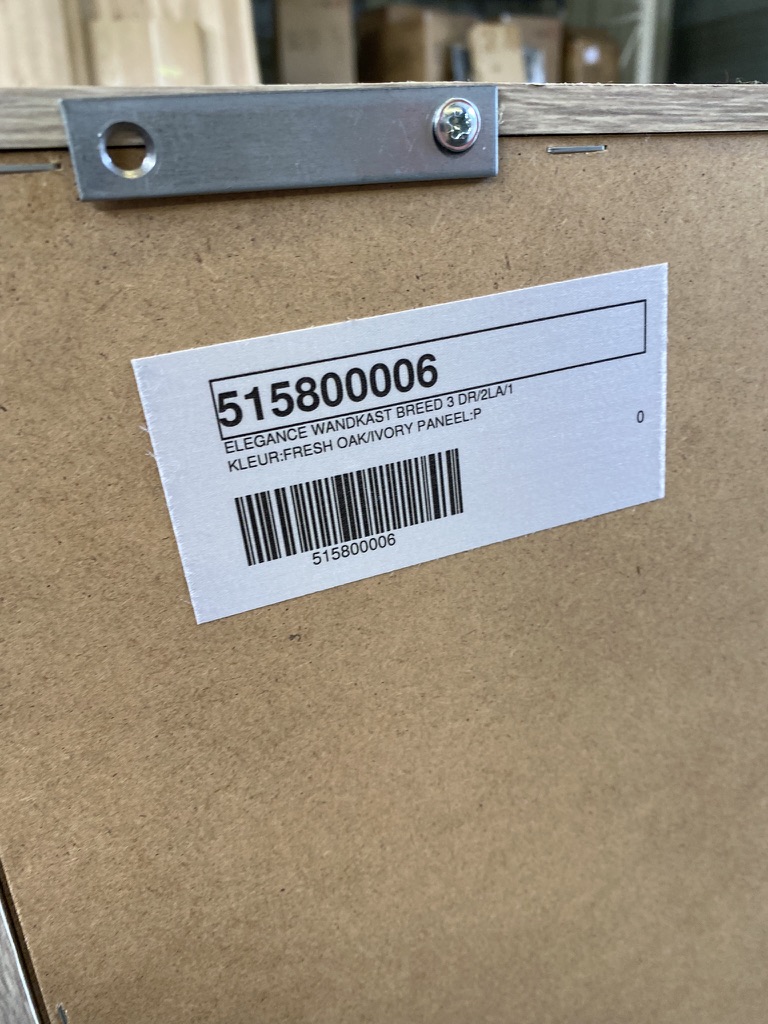 515800006
ELEGANCE WANDKAST BREED 3 DR/2LA/1
KLEUR:FRESH OAK/IVORY PANEEL:P
0
515800006